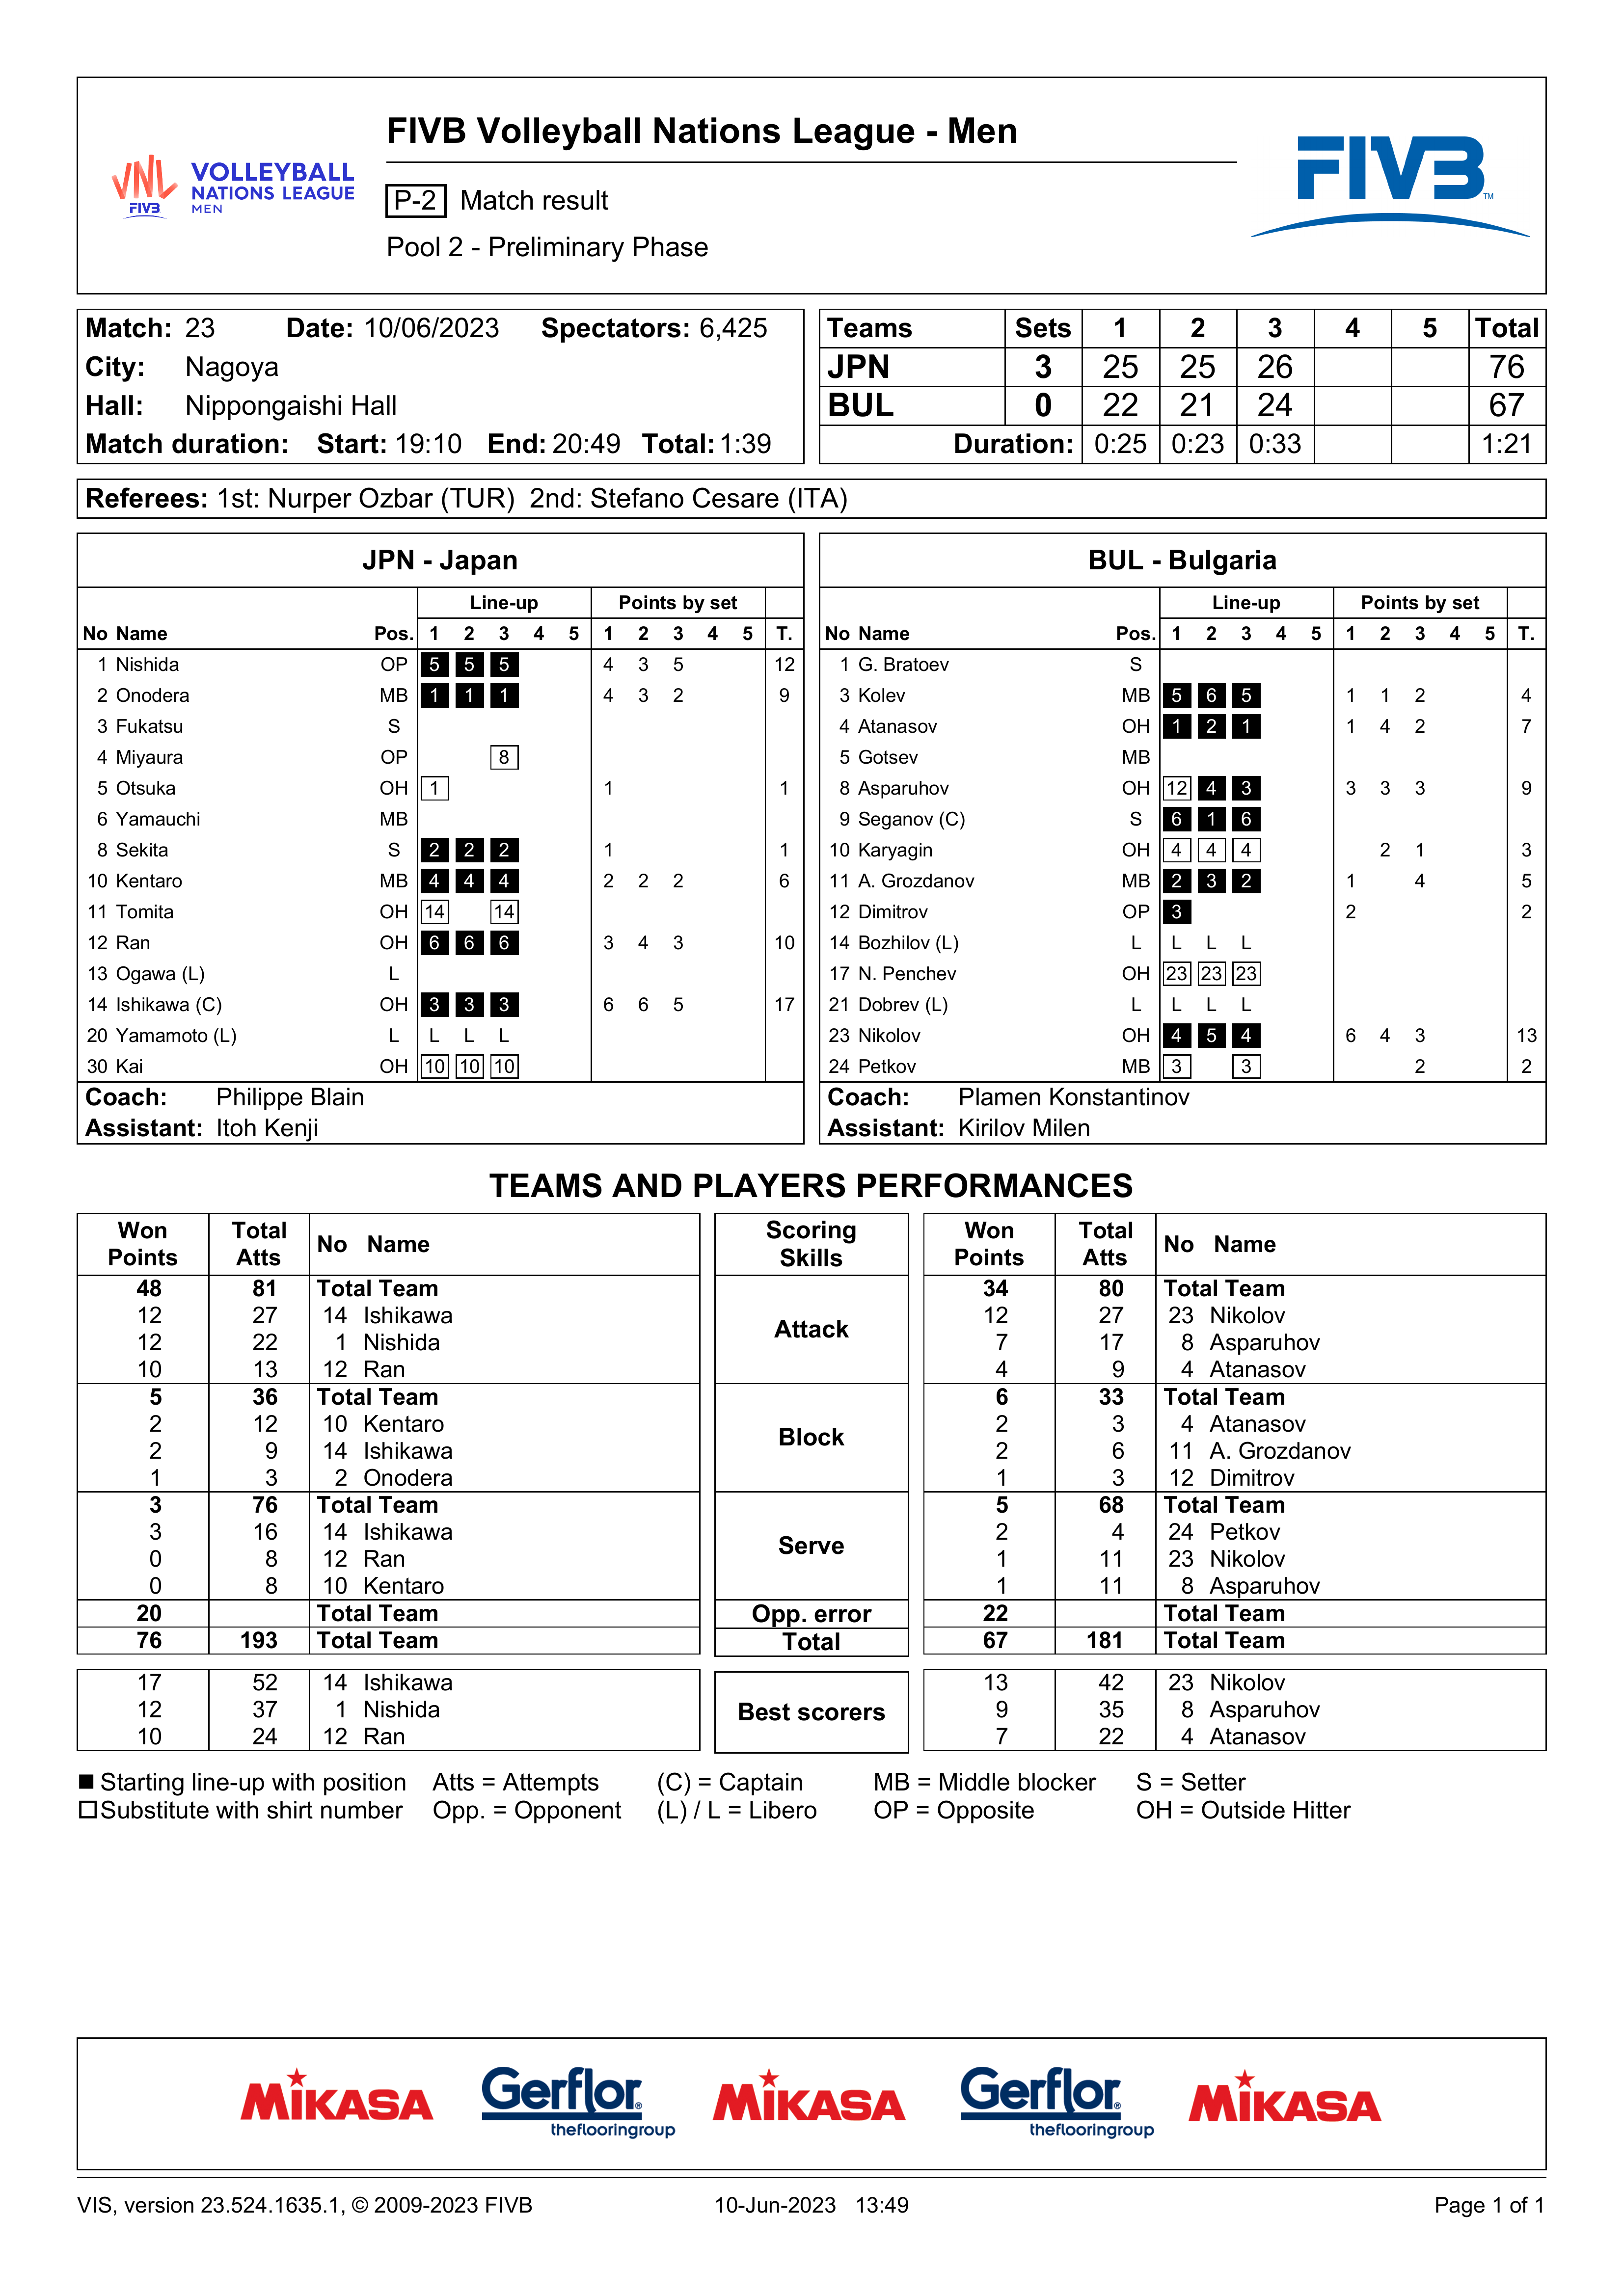 FIVB Volleyball Nations League - Men
VNL FIVB
VOLLEYBALL
NATIONS LEAGUE
MEN
P-2 Match result
Pool 2 - Preliminary Phase
FIVB TM
Match: 23 Date: 10/06/2023 Spectators: 6,425
City: Nagoya
Hall: Nippongaishi Hall
Match duration: Start: 19:10 End: 20:49 Total: 1:39
Teams Sets 1 2 3 4 5 Total
JPN 3 25 25 26 76
BUL 0 22 21 24 67
Duration: 0:25 0:23 0:33 1:21
Referees: 1st: Nurper Ozbar (TUR) 2nd: Stefano Cesare (ITA)
JPN - Japan
Line-up Points by set
No Name Pos. 1 2 3 4 5 1 2 3 4 5 T.
1 Nishida OP 5 5 5 4 3 5 12
2 Onodera MB 1 1 1 4 3 2 9
3 Fukatsu S
4 Miyaura OP 8
5 Otsuka OH 1 1 1
6 Yamauchi MB
8 Sekita S 2 2 2 1 1
10 Kentaro MB 4 4 4 2 2 2 6
11 Tomita OH 14 14
12 Ran OH 6 6 6 3 4 3 10
13 Ogawa (L) L
14 Ishikawa (C) OH 3 3 3 6 6 5 17
20 Yamamoto (L) L L L L
30 Kai OH 10 10 10
Coach: Philippe Blain
Assistant: Itoh Kenji
BUL - Bulgaria
Line-up Points by set
No Name Pos. 1 2 3 4 5 1 2 3 4 5 T.
1 G. Bratoev S
3 Kolev MB 5 6 5 1 1 2 4
4 Atanasov OH 1 2 1 1 4 2 7
5 Gotsev MB
8 Asparuhov OH 12 4 3 3 3 3 9
9 Seganov (C) S 6 1 6
10 Karyagin OH 4 4 4 2 1 3
11 A. Grozdanov MB 2 3 2 1 4 5
12 Dimitrov OP 3 2 2
14 Bozhilov (L) L L L L
17 N. Penchev OH 23 23 23
21 Dobrev (L) L L L L
23 Nikolov OH 4 5 4 6 4 3 13
24 Petkov MB 3 3 2 2
Coach: Plamen Konstantinov
Assistant: Kirilov Milen
TEAMS AND PLAYERS PERFORMANCES
Won Points Total Atts No Name Scoring Skills Won Points Total Atts No Name
48 81 Total Team Attack 34 80 Total Team
12 27 14 Ishikawa 12 27 23 Nikolov
12 22 1 Nishida 7 17 8 Asparuhov
10 13 12 Ran 4 9 4 Atanasov
5 36 Total Team Block 6 33 Total Team
2 12 10 Kentaro 2 3 4 Atanasov
2 9 14 Ishikawa 2 6 11 A. Grozdanov
1 3 2 Onodera 1 3 12 Dimitrov
3 76 Total Team Serve 5 68 Total Team
3 16 14 Ishikawa 2 4 24 Petkov
0 8 12 Ran 1 11 23 Nikolov
0 8 10 Kentaro 1 11 8 Asparuhov
20 Total Team Opp. error 22 Total Team
76 193 Total Team Total 67 181 Total Team
17 52 14 Ishikawa Best scorers 13 42 23 Nikolov
12 37 1 Nishida 9 35 8 Asparuhov
10 24 12 Ran 7 22 4 Atanasov
■ Starting line-up with position Atts = Attempts (C) = Captain MB = Middle blocker S = Setter
□ Substitute with shirt number Opp. = Opponent (L) / L = Libero OP = Opposite OH = Outside Hitter
MIKASA Gerflor® theflooringgroup MIKASA Gerflor® theflooringgroup MIKASA
VIS, version 23.524.1635.1, © 2009-2023 FIVB 10-Jun-2023 13:49 Page 1 of 1